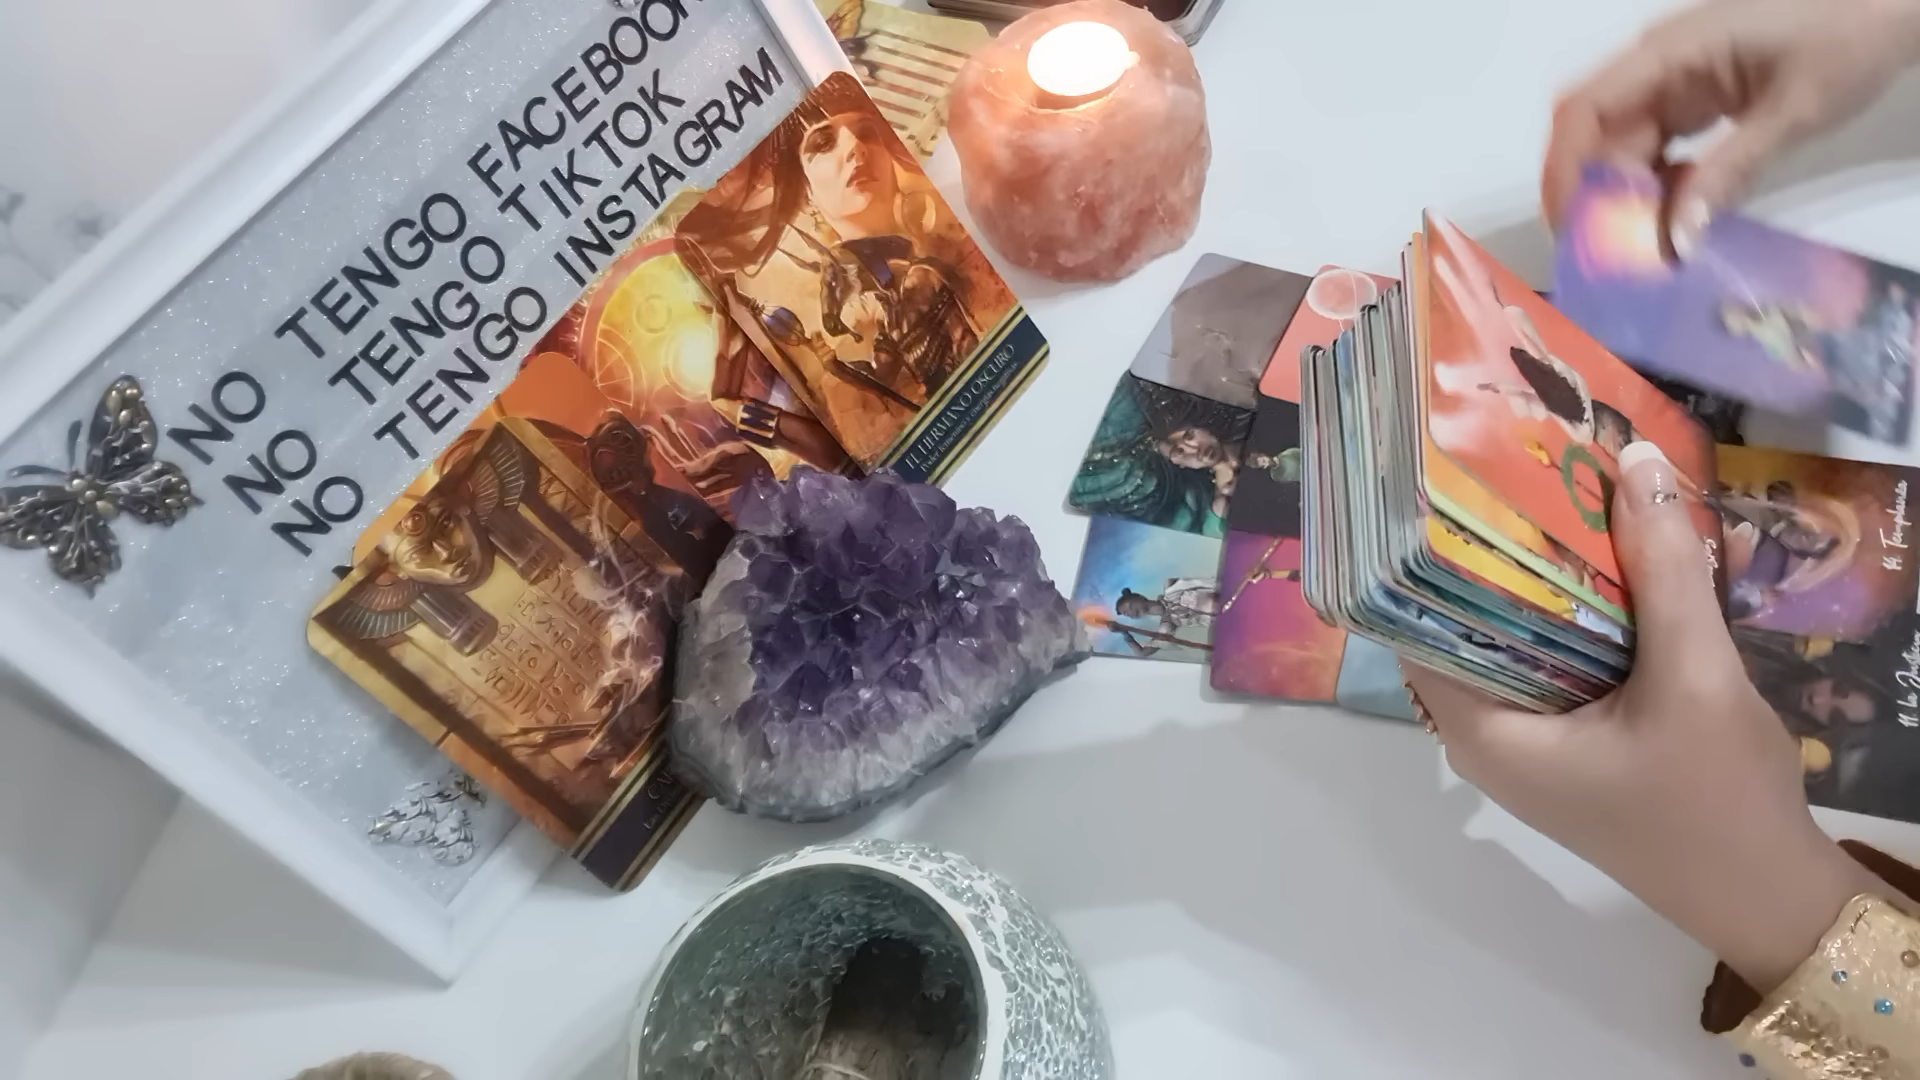 NO TENGO FACEBOOK
NO TENGO TIKTOK
NO TENGO INSTAGRAM
EL HERMANO OSCURO
14. Templanza
11. La Justicia